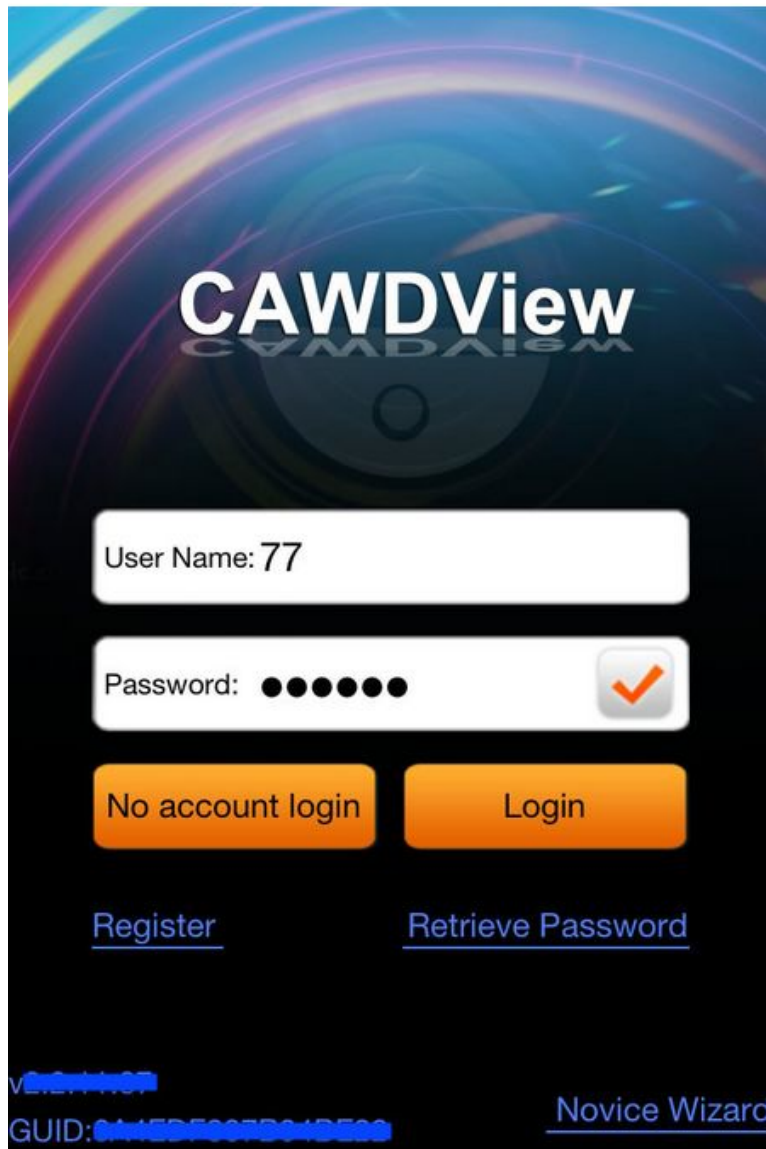 CAWDView
User Name: 77
Password: ●●●●●●
No account login Login
Register Retrieve Password
GUID:
Novice Wizard